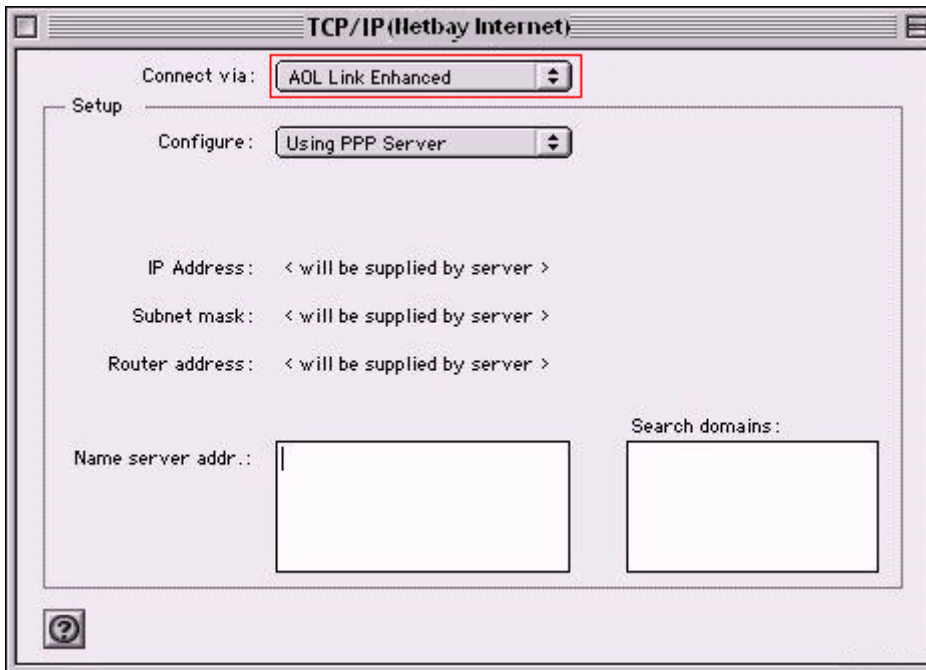 TCP/IP(Netbay Internet)
Connect via: AOL Link Enhanced
Setup
Configure: Using PPP Server
IP Address: < will be supplied by server >
Subnet mask: < will be supplied by server >
Router address: < will be supplied by server >
Search domains:
Name server addr.:
?